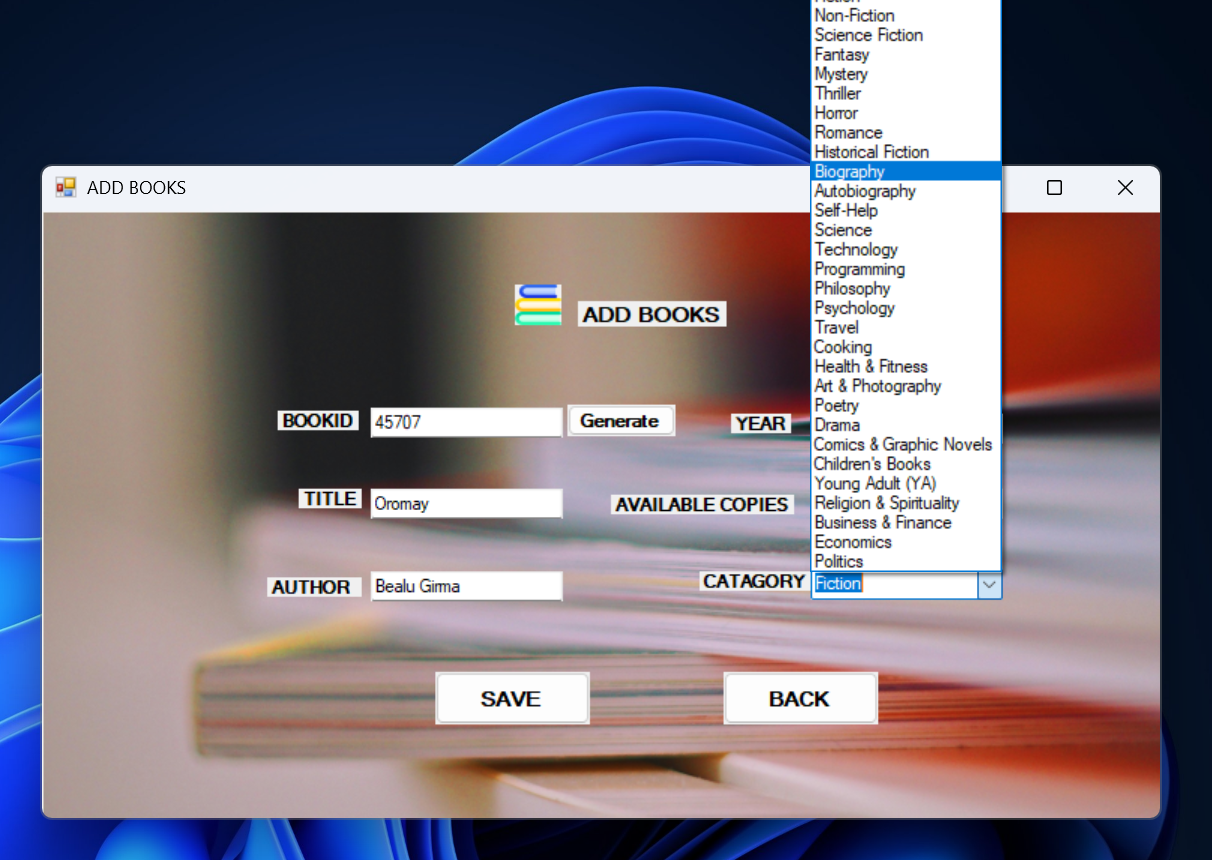 Fiction
Non-Fiction
Science Fiction
Fantasy
Mystery
Thriller
Horror
Romance
Historical Fiction
Biography
Autobiography
Self-Help
Science
Technology
Programming
Philosophy
Psychology
Travel
Cooking
Health & Fitness
Art & Photography
Poetry
Drama
Comics & Graphic Novels
Children's Books
Young Adult (YA)
Religion & Spirituality
Business & Finance
Economics
Politics
ADD BOOKS
ADD BOOKS
BOOKID 45707 Generate YEAR
TITLE Oromay AVAILABLE COPIES
AUTHOR Bealu Girma CATAGORY Fiction
SAVE BACK